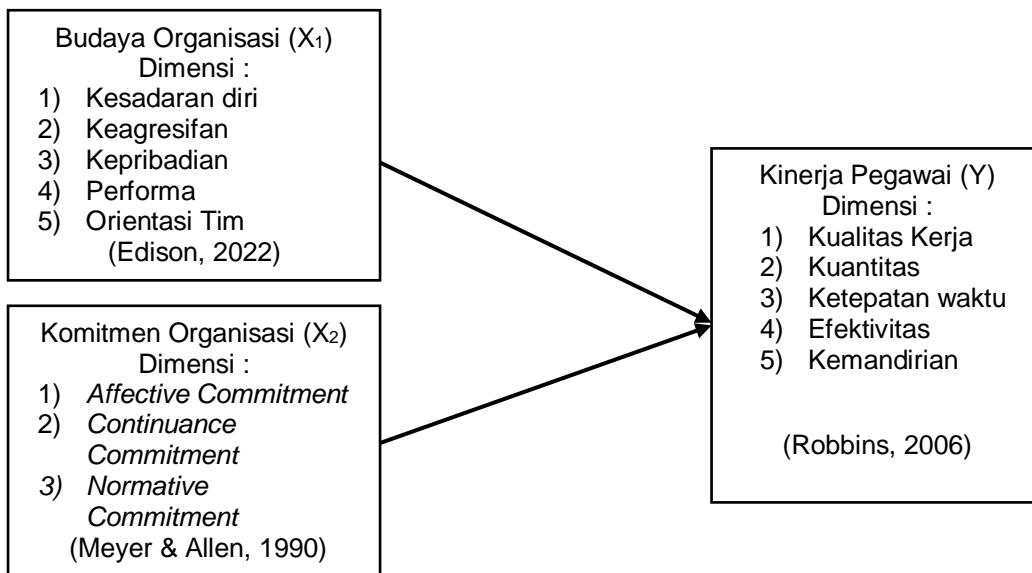 Budaya Organisasi (X₁)
Dimensi :
1) Kesadaran diri
2) Keagresifan
3) Kepribadian
4) Performa
5) Orientasi Tim
(Edison, 2022)
Komitmen Organisasi (X₂)
Dimensi :
1) Affective Commitment
2) Continuance
Commitment
3) Normative
Commitment
(Meyer & Allen, 1990)
Kinerja Pegawai (Y)
Dimensi :
1) Kualitas Kerja
2) Kuantitas
3) Ketepatan waktu
4) Efektivitas
5) Kemandirian
(Robbins, 2006)